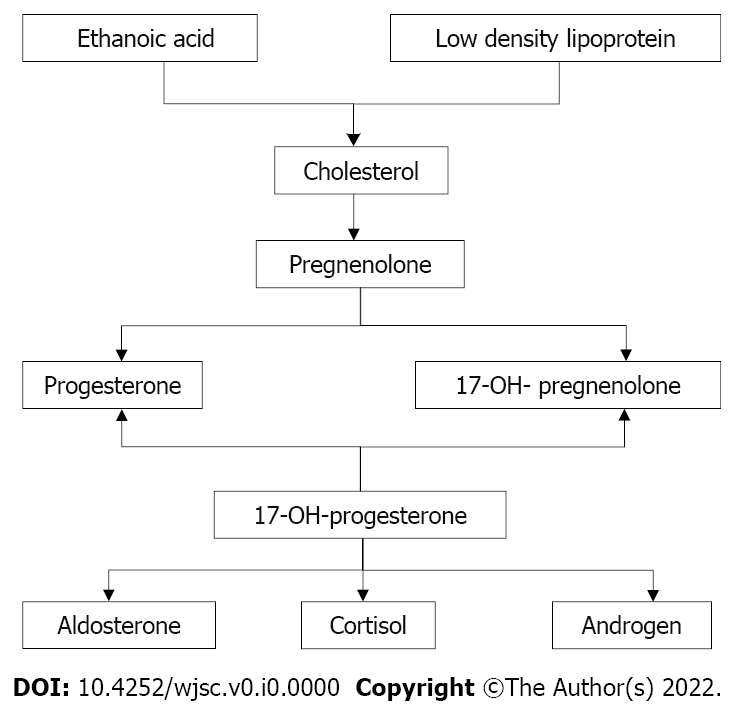 Ethanoic acid
Low density lipoprotein
Cholesterol
Pregnenolone
Progesterone
17-OH- pregnenolone
17-OH-progesterone
Aldosterone
Cortisol
Androgen
DOI: 10.4252/wjsc.v0.i0.0000 Copyright ©The Author(s) 2022.